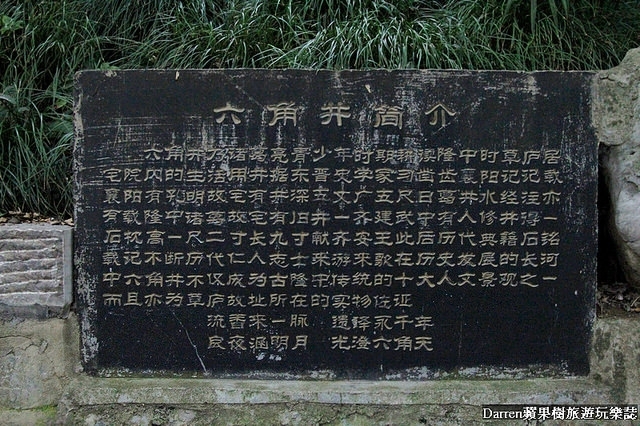 六角井简介
六角井乃诸葛亮青少年时期躬耕隆中时草庐居
宅院内的生活用井据东晋文学家习凿齿襄阳记记载
襄阳有孔明故宅有井深五丈广五尺曰葛井水经注亦
有载隆中诸葛故宅有旧井一齐建武中有人修井得一
石枕高一尺二寸长九寸献齐安王此后历代典籍石铭
载记不断历代仁人志士来游歌在历史发展的长河
中六角井不仅成为古隆中传统的十大人文景观之一
而且亦为草庐故址所在的实物佐证
流香來一脉 遗泽永千年
良夜涵明月 光澄六角天
Darren蘋果樹旅遊玩樂誌